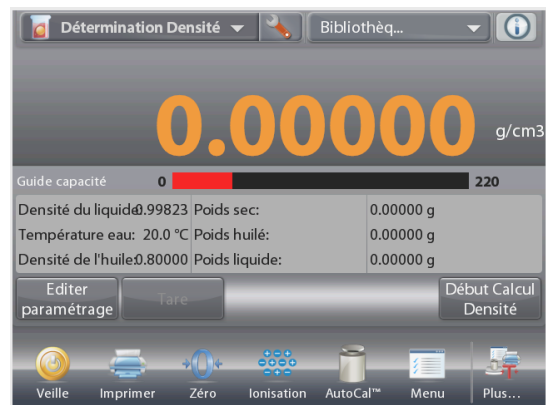 Détermination Densité Bibliothèq...
0.00000 g/cm3
Guide capacité 0 220
Densité du liquide:0.99823 Poids sec: 0.00000 g
Température eau: 20.0 °C Poids huilé: 0.00000 g
Densité de l'huile:0.80000 Poids liquide: 0.00000 g
Editer paramétrage Tare Début Calcul Densité
Veille Imprimer Zéro Ionisation AutoCal™ Menu Plus...